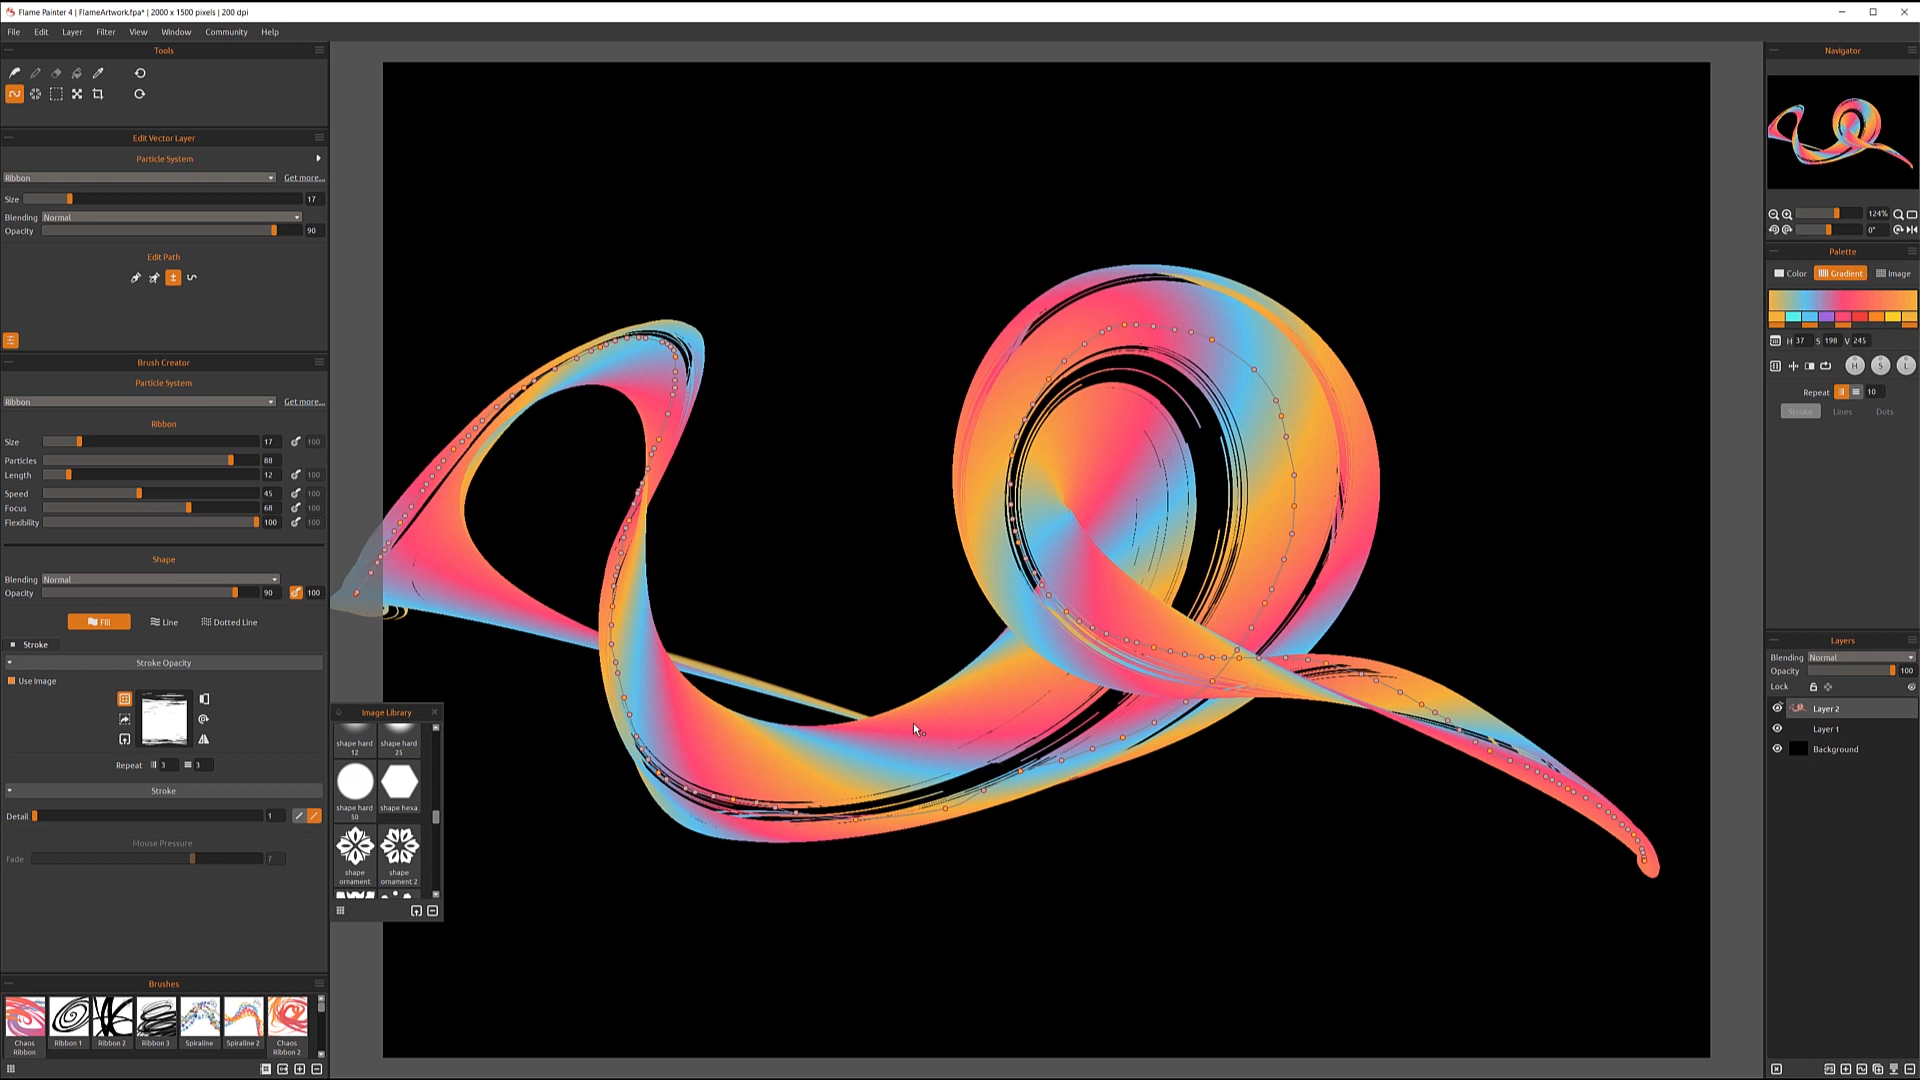 Flame Painter 4 | FlameArtwork.fpa* | 2000 x 1500 pixels | 200 dpi
File Edit Layer Filter View Window Community Help
Tools
Edit Vector Layer
Particle System
Ribbon Get more...
Size 17
Blending Normal
Opacity 90
Edit Path
Brush Creator
Particle System
Ribbon Get more...
Ribbon
Size 17 100
Particles 88
Length 12 100
Speed 45 100
Focus 68 100
Flexibility 100 100
Shape
Blending Normal
Opacity 90 100
Fill Line Dotted Line
Stroke
Stroke Opacity
Use Image
Repeat 3 3
Stroke
Detail 1
Mouse Pressure
Fade 7
Brushes
Chaos Ribbon
Ribbon 1
Ribbon 2
Ribbon 3
Spiraline
Spiraline 2
Chaos Ribbon 2
Image Library
shape hard 12
shape hard 25
shape hard 50
shape hexa
shape ornament
shape ornament 2
Navigator
124%
0°
Palette
Color Gradient Image
H 37 S 198 V 245
H S L
Repeat 10
Stroke Lines Dots
Layers
Blending Normal
Opacity 100
Lock
Layer 2
Layer 1
Background